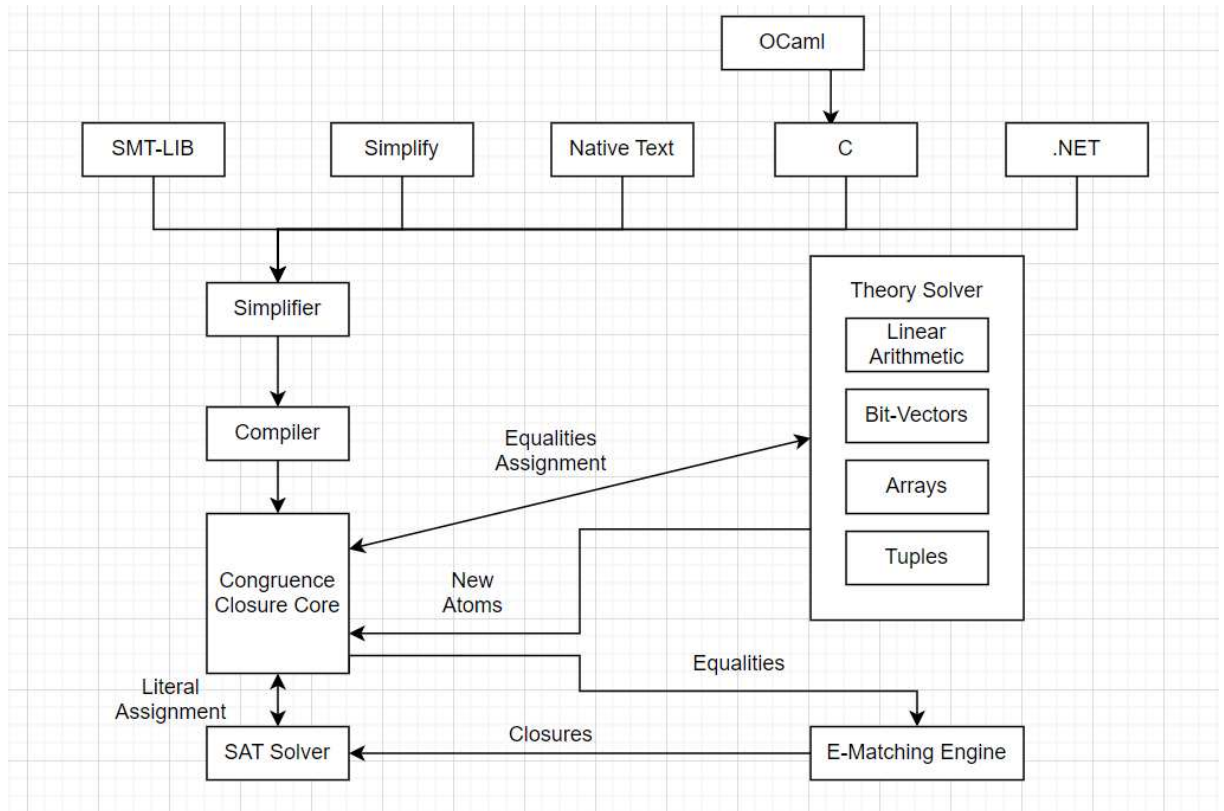 OCaml
SMT-LIB
Simplify
Native Text
C
.NET
Simplifier
Theory Solver
Linear
Arithmetic
Compiler
Bit-Vectors
Equalities
Assignment
Arrays
Tuples
Congruence
Closure Core
New
Atoms
Equalities
Literal
Assignment
SAT Solver
Closures
E-Matching Engine